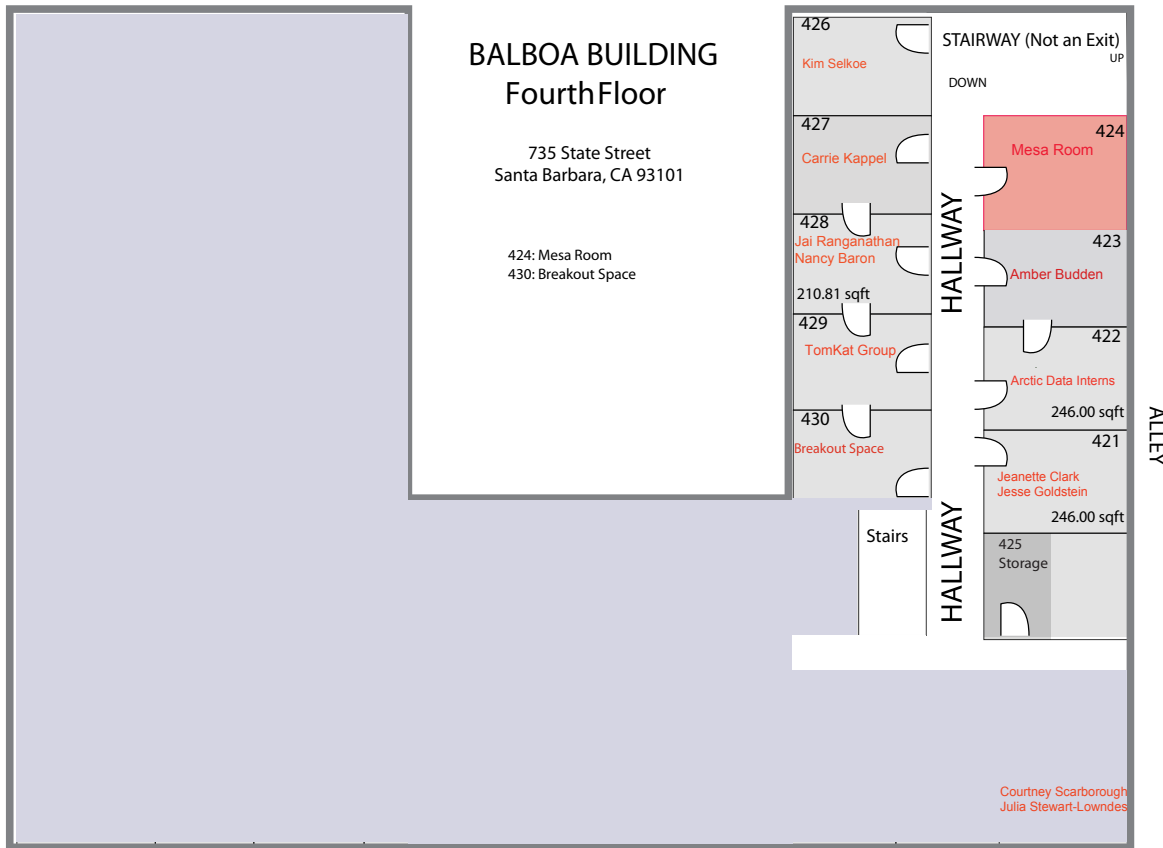 BALBOA BUILDING
Fourth Floor
735 State Street
Santa Barbara, CA 93101
424: Mesa Room
430: Breakout Space
426
Kim Selkoe
427
Carrie Kappel
428
Jai Ranganathan
Nancy Baron
210.81 sqft
429
TomKat Group
430
Breakout Space
Stairs
STAIRWAY (Not an Exit)
UP
DOWN
HALLWAY
HALLWAY
424
Mesa Room
423
Amber Budden
422
Arctic Data Interns
246.00 sqft
421
Jeanette Clark
Jesse Goldstein
246.00 sqft
425
Storage
ALLEY
Courtney Scarborough
Julia Stewart-Lowndes